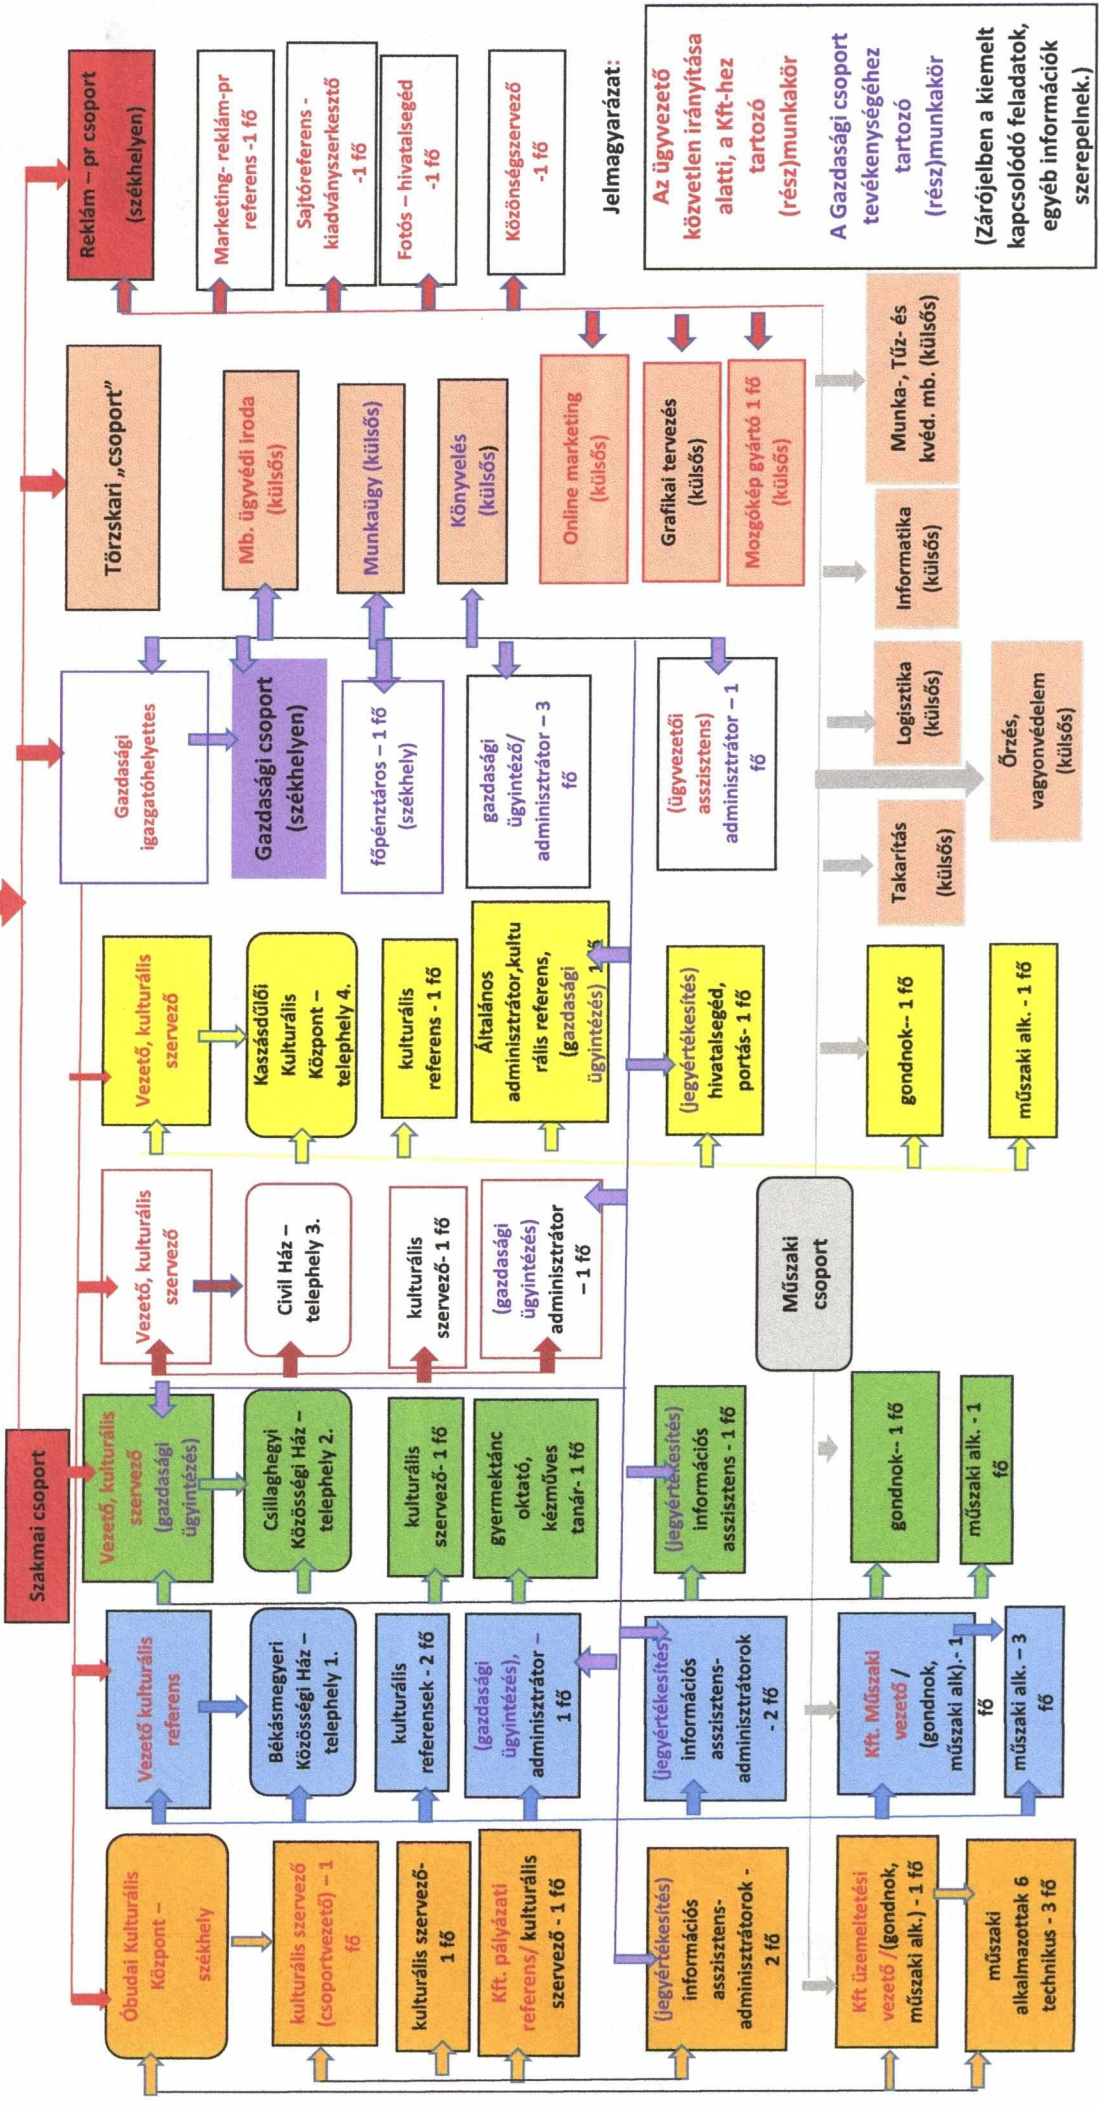 Szakmai csoport
Óbudai Kulturális
Központ –
székhely
kulturális szervező
(csoportvezető) – 1
fő
kulturális szervező-
1 fő
Kft. pályázati
referens/ kulturális
szervező - 1 fő
(jegyértékesítés)
információs
asszisztens-
adminisztrátorok -
2 fő
Kft üzemeltetési
vezető /(gondnok,
műszaki alk.) - 1 fő
műszaki
alkalmazottak 6
technikus - 3 fő
Vezető kulturális
referens
Békásmegyeri
Közösségi Ház –
telephely 1.
kulturális
referensek - 2 fő
(gazdasági
ügyintézés),
adminisztrátor –
1 fő
(jegyértékesítés)
információs
asszisztens-
adminisztrátorok
- 2 fő
Kft. Műszaki
vezető /
(gondnok,
műszaki alk).- 1
fő
műszaki alk. – 3
fő
Vezető, kulturális
szervező
(gazdasági
ügyintézés)
Csillaghegyi
Közösségi Ház –
telephely 2.
kulturális
szervező- 1 fő
gyermektánc
oktató,
kézműves
tanár- 1 fő
(jegyértékesítés)
információs
asszisztens - 1 fő
gondnok-- 1 fő
műszaki alk. - 1
fő
Vezető, kulturális
szervező
Civil Ház –
telephely 3.
kulturális
szervező- 1 fő
(gazdasági
ügyintézés)
adminisztrátor
– 1 fő
Műszaki
csoport
Vezető, kulturális
szervező
Kaszásdűlői
Kulturális
Központ –
telephely 4.
kulturális
referens - 1 fő
Általános
adminisztrátor,kultu
rális referens,
(gazdasági
ügyintézés) 1 fő
(jegyértékesítés)
hivatalsegéd,
portás- 1 fő
gondnok-- 1 fő
műszaki alk. - 1 fő
Gazdasági
igazgatóhelyettes
Gazdasági csoport
(székhelyen)
főpénztáros – 1 fő
(székhely)
gazdasági
ügyintéző/
adminisztrátor – 3
fő
(ügyvezetői
asszisztens)
adminisztrátor – 1
fő
Takarítás
(külsős)
Logisztika
(külsős)
Őrzés,
vagyonvédelem
(külsős)
Informatika
(külsős)
Munka-, Tűz- és
kvéd. mb. (külsős)
Törzskari „csoport”
Mb. ügyvédi iroda
(külsős)
Munkaügy (külsős)
Könyvelés
(külsős)
Online marketing
(külsős)
Grafikai tervezés
(külsős)
Mozgókép gyártó 1 fő
(külsős)
Reklám – pr csoport
(székhelyen)
Marketing- reklám-pr
referens -1 fő
Sajtóreferens -
kiadványszerkesztő
-1 fő
Fotós – hivatalsegéd
-1 fő
Közönségszervező
-1 fő
Jelmagyarázat:
Az ügyvezető
közvetlen irányítása
alatti, a Kft-hez
tartozó
(rész)munkakör
A Gazdasági csoport
tevékenységéhez
tartozó
(rész)munkakör
(Zárójelben a kiemelt
kapcsolódó feladatok,
egyéb információk
szerepelnek.)